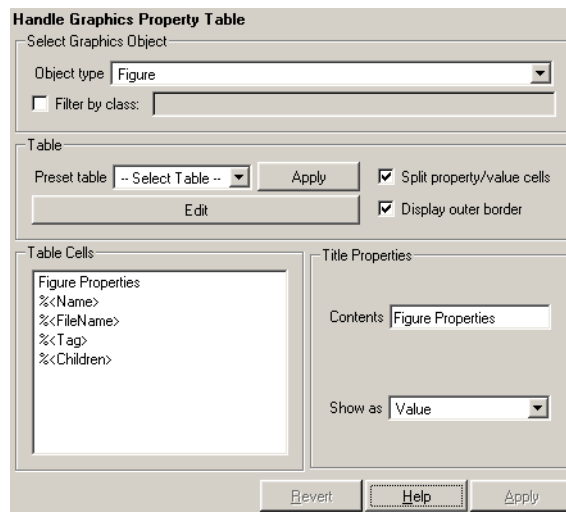 Handle Graphics Property Table
Select Graphics Object
Object type Figure
Filter by class:
Table
Preset table -- Select Table -- Apply Split property/value cells
Edit Display outer border
Table Cells Title Properties
Figure Properties
%<Name>
%<FileName>
%<Tag>
%<Children>
Contents Figure Properties
Show as Value
Revert Help Apply